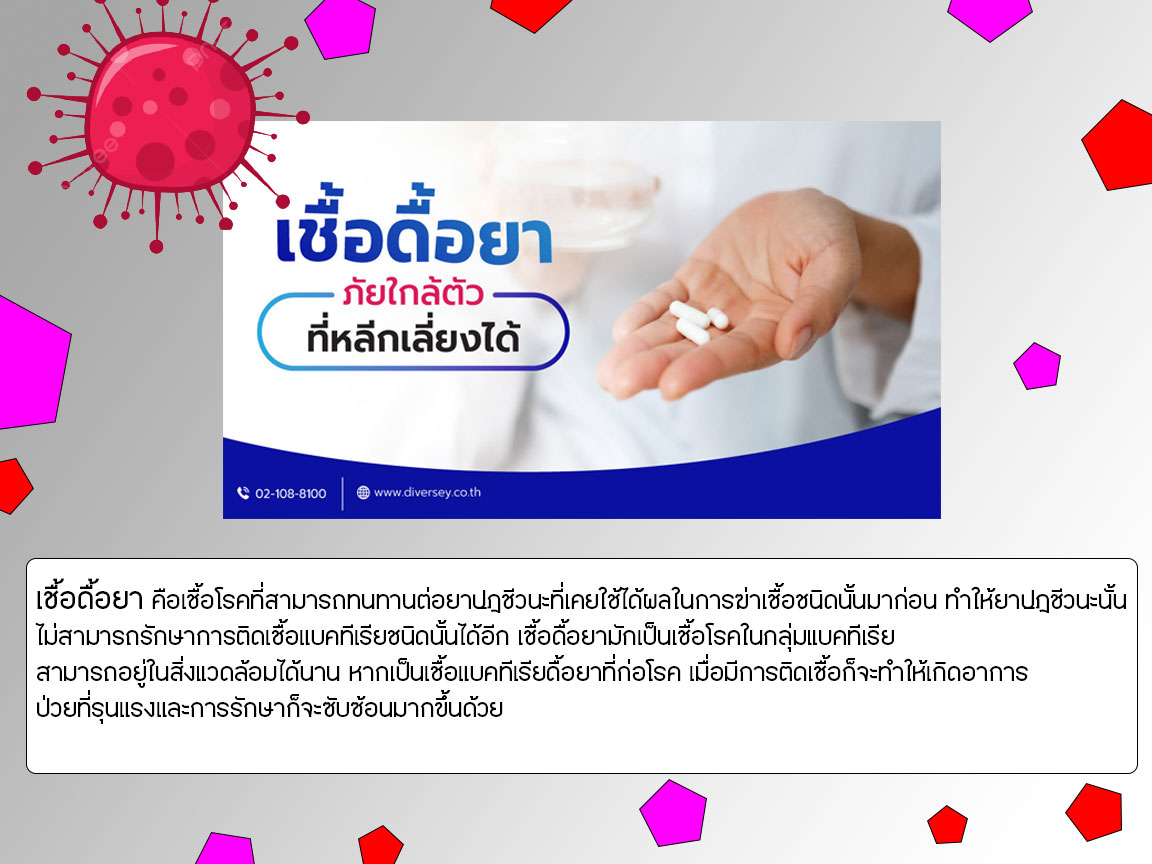 เชื้อดื้อยา
ภัยใกล้ตัว
ที่หลีกเลี่ยงได้
02-108-8100
www.diversey.co.th
เชื้อดื้อยา คือเชื้อโรคที่สามารถทนทานต่อยาปฎชีวนะที่เคยใช้ได้ผลในการฆ่าเชื้อชนิดนั้นมาก่อน ทำให้ยาปฎชีวนะนั้น
ไม่สามารถรักษาการติดเชื้อแบคทีเรียชนิดนั้นได้อีก เชื้อดื้อยามักเป็นเชื้อโรคในกลุ่มแบคทีเรีย
สามารถอยู่ในสิ่งแวดล้อมได้นาน หากเป็นเชื้อแบคทีเรียดื้อยาที่ก่อโรค เมื่อมีการติดเชื้อก็จะทำให้เกิดอาการ
ป่วยที่รุนแรงและการรักษาก็จะซับซ้อนมากขึ้นด้วย